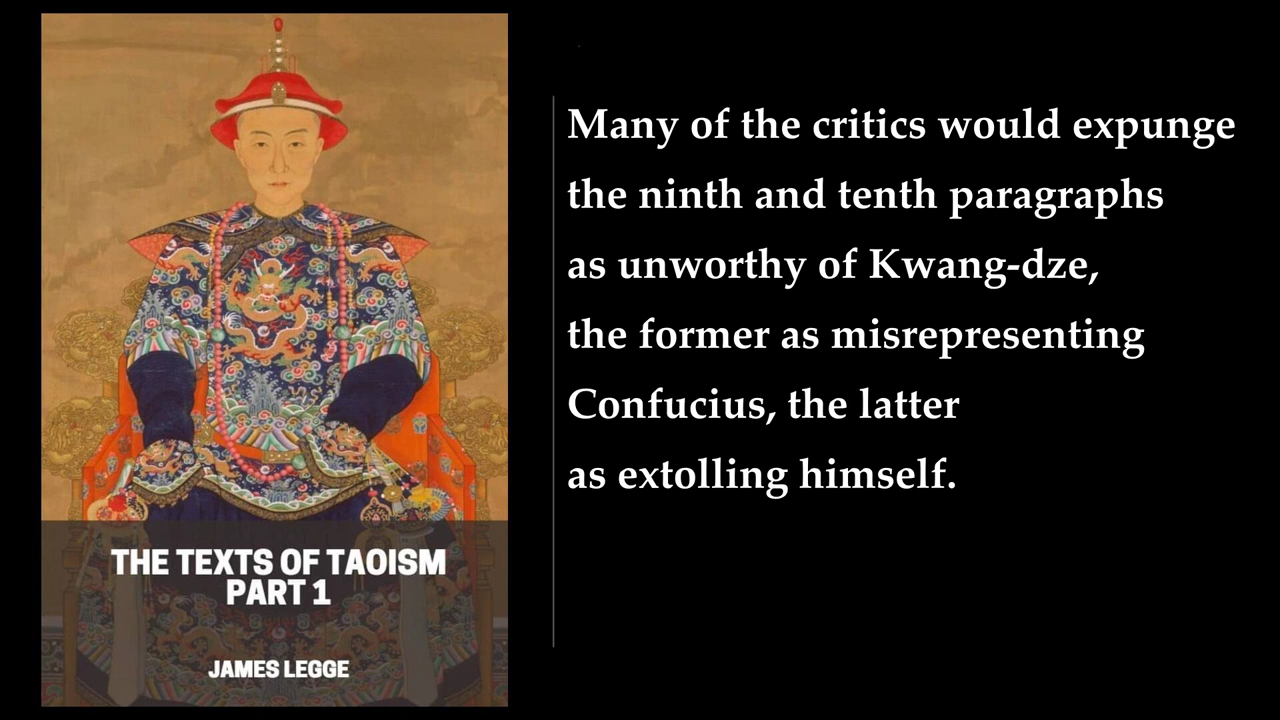 Many of the critics would expunge
the ninth and tenth paragraphs
as unworthy of Kwang-dze,
the former as misrepresenting
Confucius, the latter
as extolling himself.
THE TEXTS OF TAOISM
PART 1
JAMES LEGGE